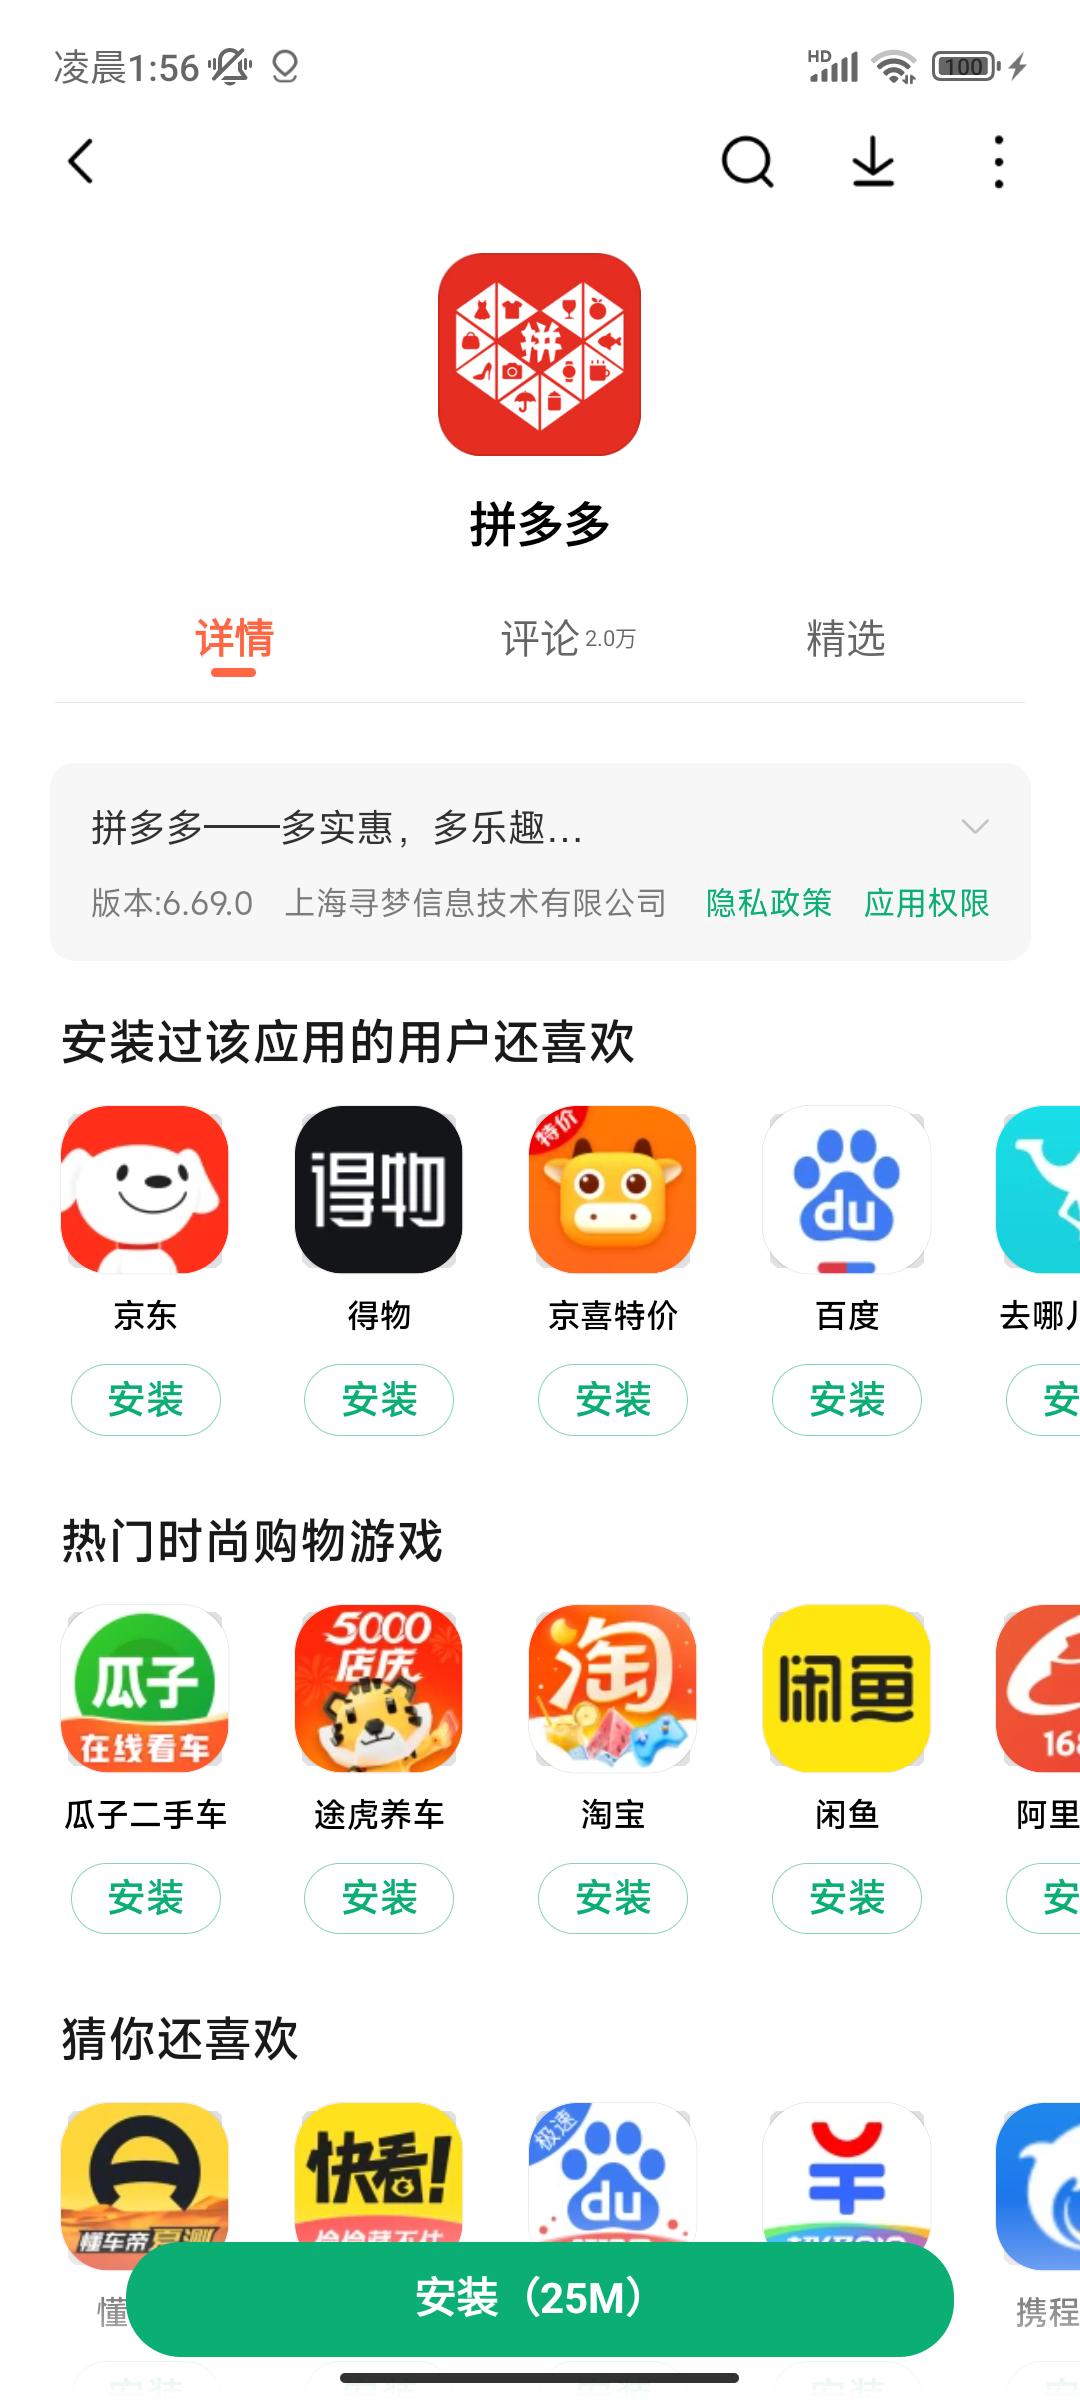 凌晨1:56
HD
100
拼
拼多多
详情 评论 2.0万 精选
拼多多——多实惠，多乐趣...
版本:6.69.0 上海寻梦信息技术有限公司 隐私政策 应用权限
安装过该应用的用户还喜欢
得物
特价
du
京东 得物 京喜特价 百度 去哪
安装 安装 安装 安装 安
热门时尚购物游戏
瓜子
在线看车
5000
店庆
淘
闲鱼
168
瓜子二手车 途虎养车 淘宝 闲鱼 阿里
安装 安装 安装 安装 安
猜你还喜欢
懂车帝夏测
快看!
极速
du
懂 携程
安装（25M）